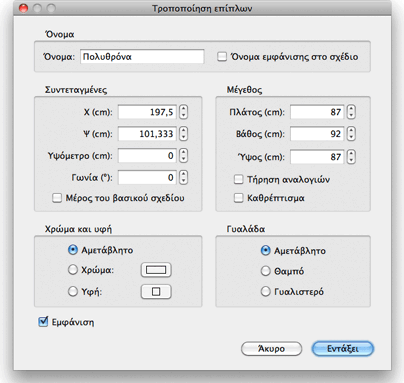 Τροποποίηση επίπλων
Όνομα
Όνομα: Πολυθρόνα Όνομα εμφάνισης στο σχέδιο
Συντεταγμένες
Χ (cm): 197,5
Ψ (cm): 101,333
Υψόμετρο (cm): 0
Γωνία (°): 0
Μέρος του βασικού σχεδίου
Μέγεθος
Πλάτος (cm): 87
Βάθος (cm): 92
Ύψος (cm): 87
Τήρηση αναλογιών
Καθρέπτισμα
Χρώμα και υφή
Αμετάβλητο
Χρώμα:
Υφή:
Γυαλάδα
Αμετάβλητο
Θαμπό
Γυαλιστερό
Εμφάνιση
Άκυρο Εντάξει